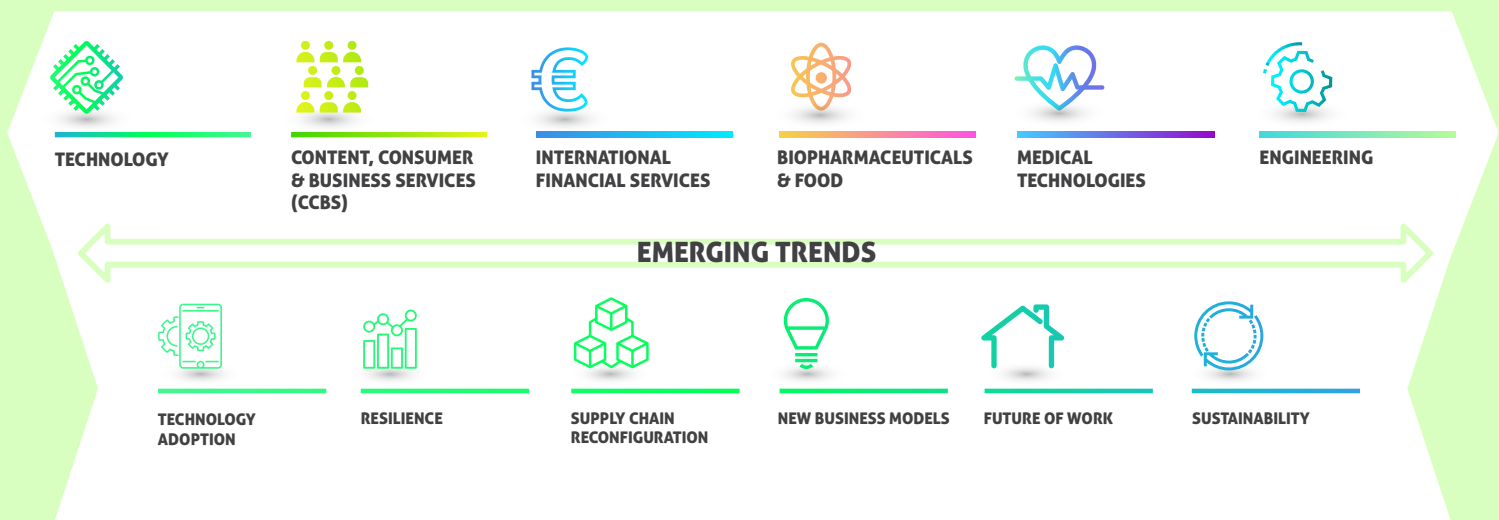 TECHNOLOGY
CONTENT, CONSUMER
& BUSINESS SERVICES
(CCBS)
INTERNATIONAL
FINANCIAL SERVICES
BIOPHARMACEUTICALS
& FOOD
MEDICAL
TECHNOLOGIES
ENGINEERING
EMERGING TRENDS
TECHNOLOGY
ADOPTION
RESILIENCE
SUPPLY CHAIN
RECONFIGURATION
NEW BUSINESS MODELS
FUTURE OF WORK
SUSTAINABILITY